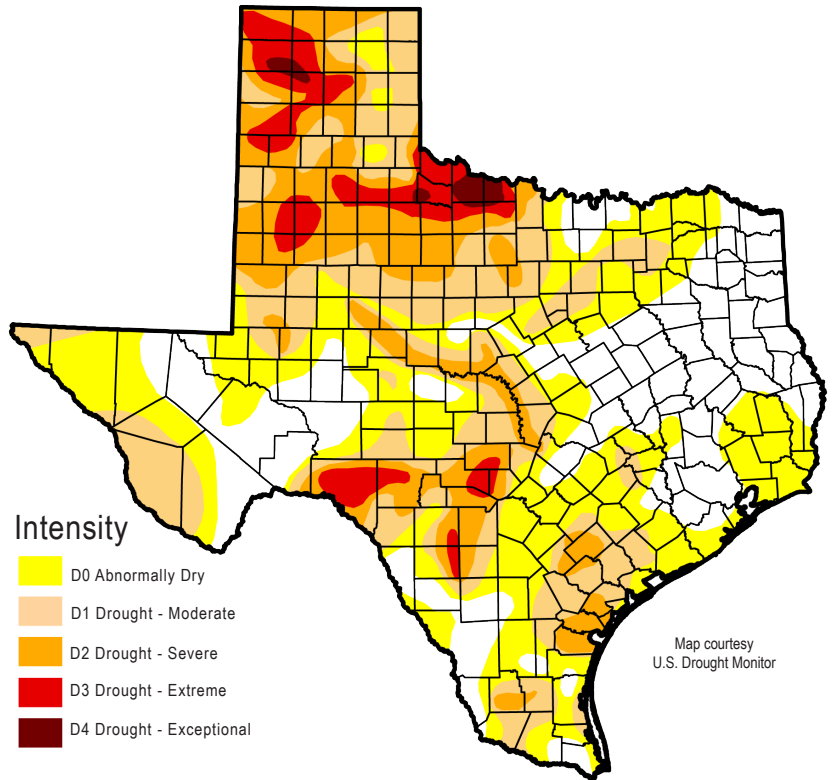 Intensity
D0 Abnormally Dry
D1 Drought - Moderate
D2 Drought - Severe
D3 Drought - Extreme
D4 Drought - Exceptional
Map courtesy
U.S. Drought Monitor